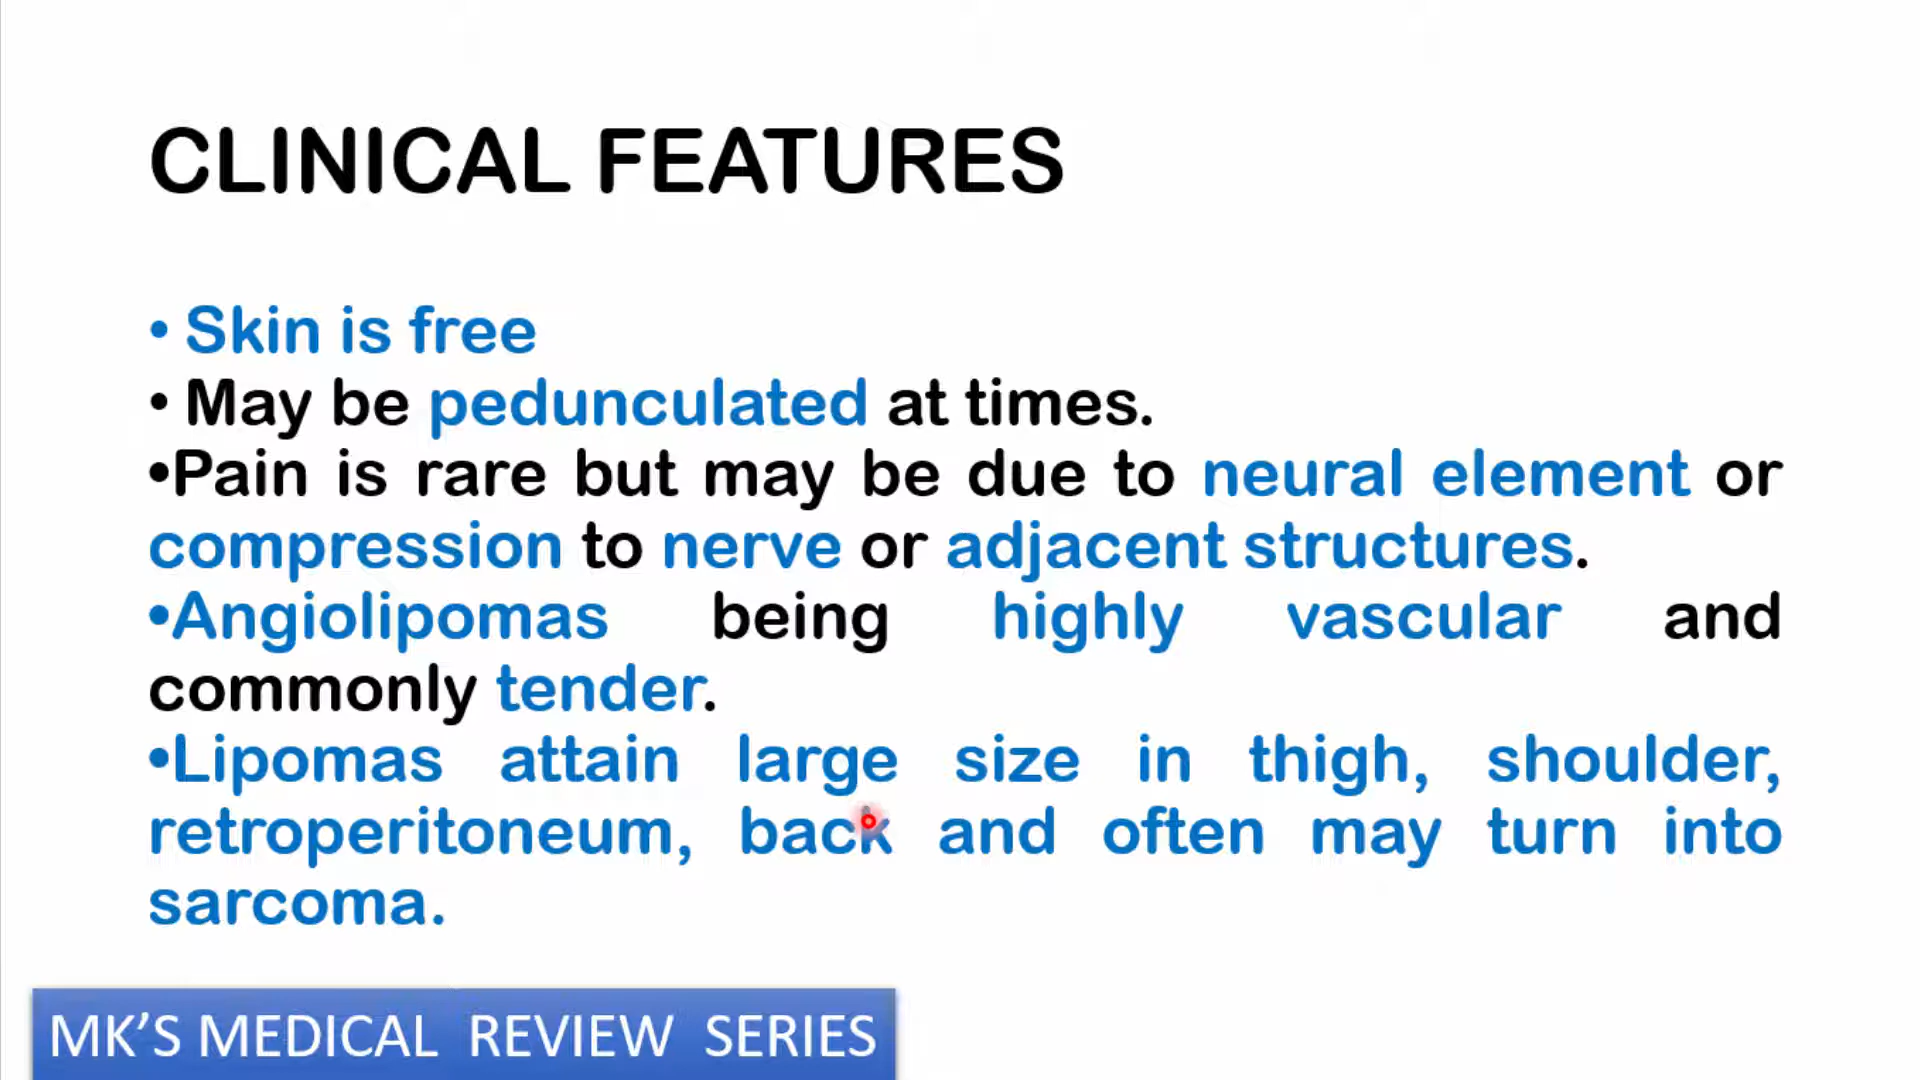 CLINICAL FEATURES
• Skin is free
• May be pedunculated at times.
•Pain is rare but may be due to neural element or
compression to nerve or adjacent structures.
•Angiolipomas being highly vascular and
commonly tender.
•Lipomas attain large size in thigh, shoulder,
retroperitoneum, back and often may turn into
sarcoma.
MK'S MEDICAL REVIEW SERIES